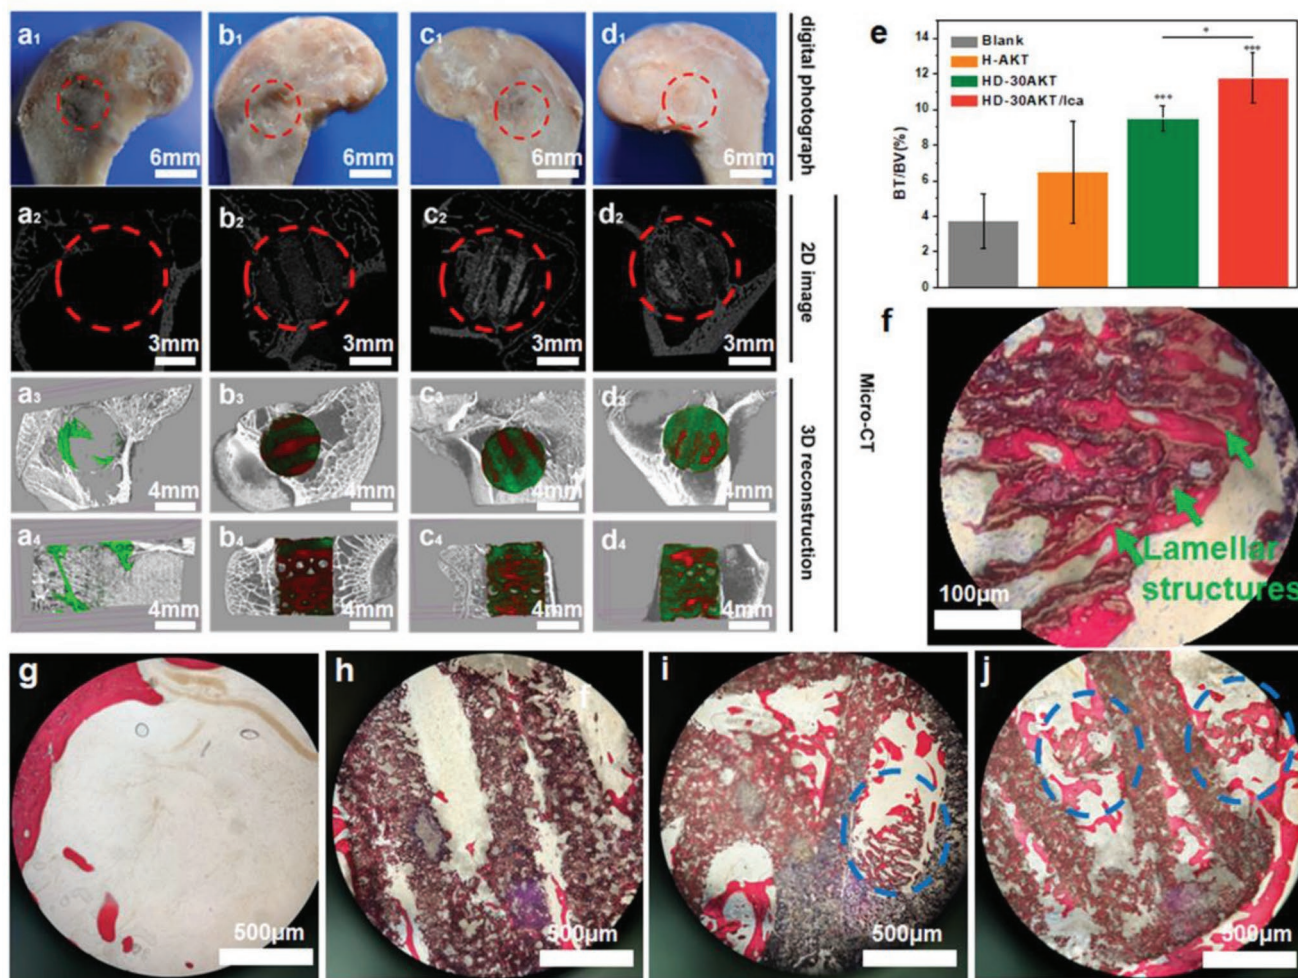 a1
6mm
b1
6mm
c1
6mm
d1
6mm
digital photograph
a2
3mm
b2
3mm
c2
3mm
d2
3mm
2D image
a3
4mm
b3
4mm
c3
4mm
d3
4mm
a4
4mm
b4
4mm
c4
4mm
d4
4mm
3D reconstruction
Micro-CT
e
14
12
10
8
6
4
2
0
BT/BV(%)
Blank
H-AKT
HD-30AKT
HD-30AKT/Ica
*
***
***
f
Lamellar
structures
100μm
g
500μm
h
f
500μm
i
500μm
j
500μm